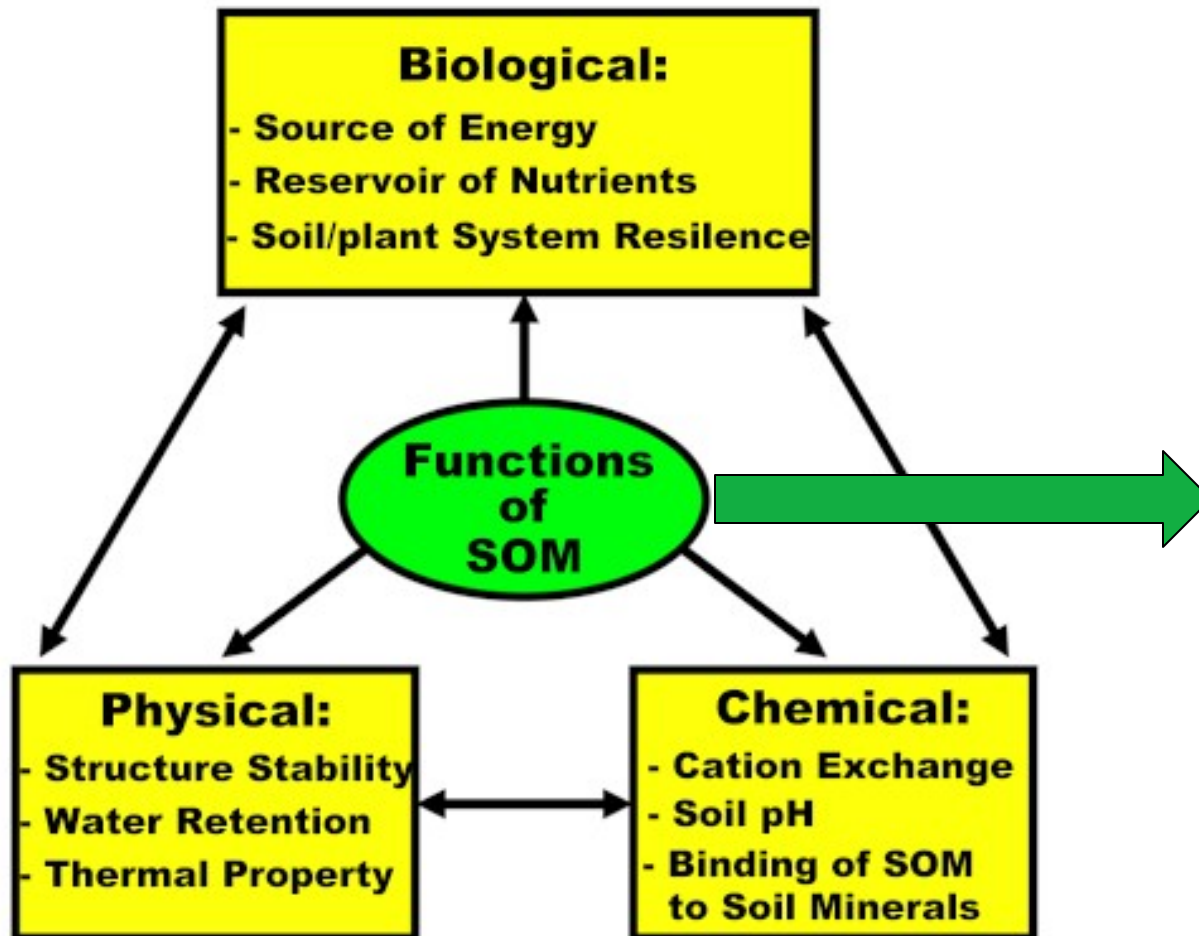 Biological:
- Source of Energy
- Reservoir of Nutrients
- Soil/plant System Resilence
Functions
of
SOM
Physical:
- Structure Stability
- Water Retention
- Thermal Property
Chemical:
- Cation Exchange
- Soil pH
- Binding of SOM
to Soil Minerals